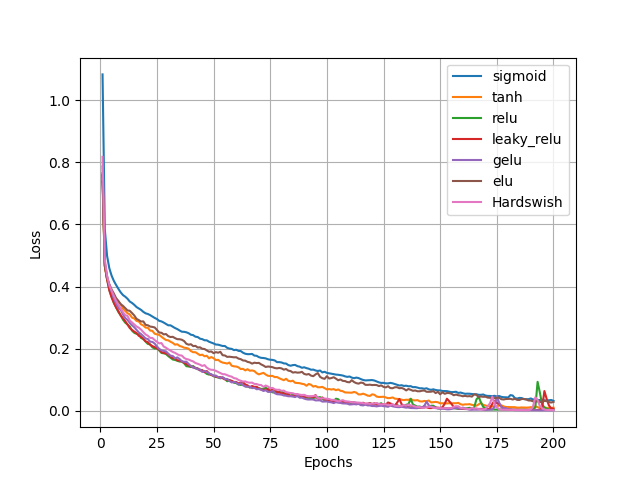 sigmoid
tanh
relu
leaky_relu
gelu
elu
Hardswish
Loss
1.0
0.8
0.6
0.4
0.2
0.0
0 25 50 75 100 125 150 175 200
Epochs